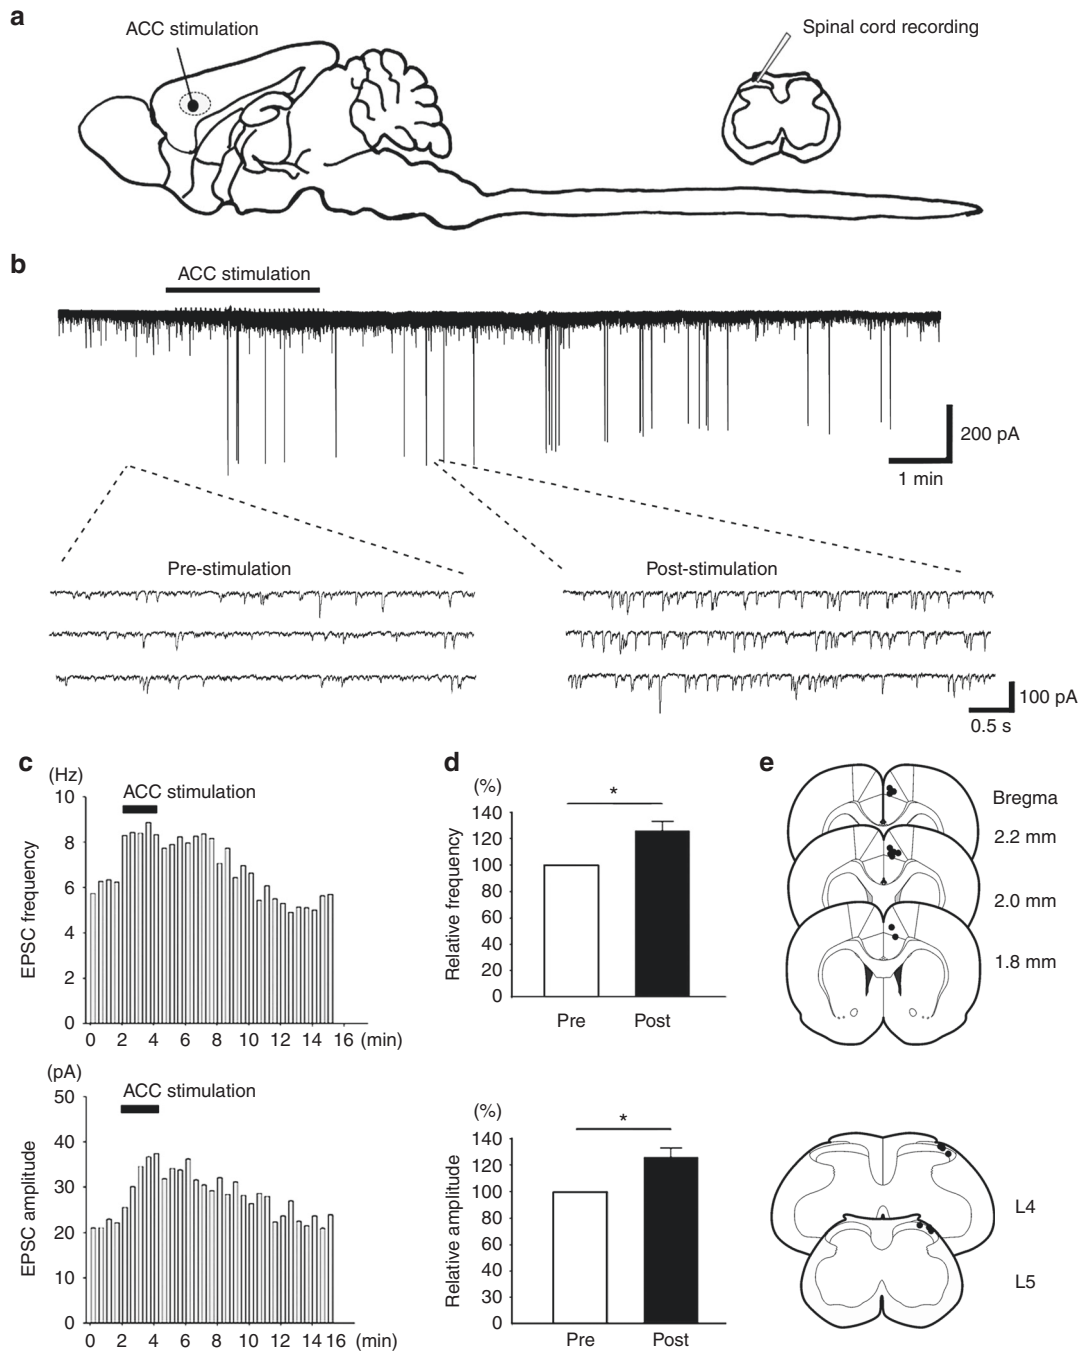 a
ACC stimulation
Spinal cord recording
b
ACC stimulation
200 pA
1 min
Pre-stimulation
Post-stimulation
100 pA
0.5 s
c
(Hz)
ACC stimulation
EPSC frequency
10
8
6
4
2
0
0 2 4 6 8 10 12 14 16 (min)
(pA)
ACC stimulation
EPSC amplitude
50
40
30
20
10
0
0 2 4 6 8 10 12 14 16 (min)
d
(%)
*
Relative frequency
140
120
100
80
60
40
20
0
Pre Post
(%)
*
Relative amplitude
140
120
100
80
60
40
30
0
Pre Post
e
Bregma
2.2 mm
2.0 mm
1.8 mm
L4
L5